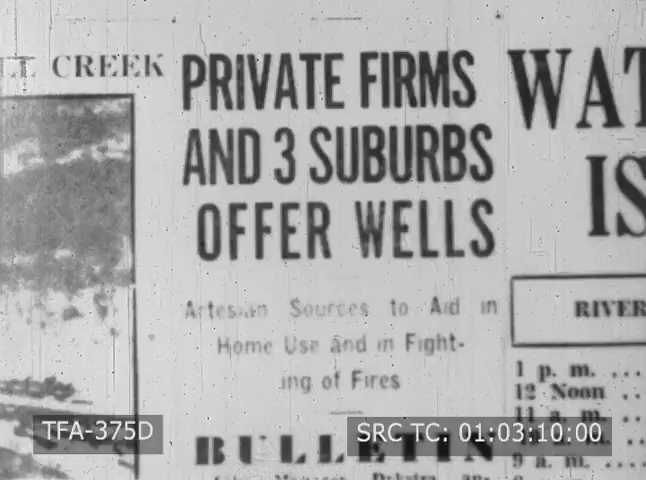 CREEK
PRIVATE FIRMS
AND 3 SUBURBS
OFFER WELLS
Artesian Sources to Aid in
Home Use and in Fight-
ing of Fires
BULLETIN
WAT
IS
RIVER
1 p. m. ...
12 Noon ..
11 a. m. ..
9 a. m. ...
TFA-375D
SRC TC: 01:03:10:00